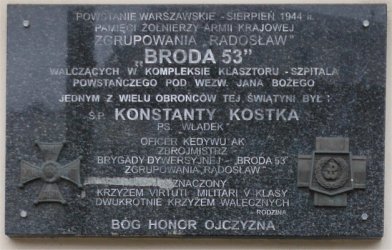 POWSTANIE WARSZAWSKIE - SIERPIEŃ 1944 R.
PAMIĘCI ŻOŁNIERZY ARMII KRAJOWEJ
ZGRUPOWANIA „RADOSŁAW"
„BRODA 53"
WALCZĄCYCH W KOMPLEKSIE KLASZTORU - SZPITALA
POWSTAŃCZEGO POD WEZW. JANA BOŻEGO
JEDNYM Z WIELU OBROŃCÓW TEJ ŚWIĄTYNI BYŁ :
Ś.P. KONSTANTY KOSTKA
PS. „WŁADEK"
OFICER KEDYWU AK
ZBROJMISTRZ
BRYGADY DYWERSYJNEJ - „BRODA 53"
ZGRUPOWANIA „RADOSŁAW"
ODZNACZONY
KRZYŻEM VIRTUTI MILITARI V KLASY
DWUKROTNIE KRZYŻEM WALECZNYCH
- RODZINA
BÓG HONOR OJCZYZNA